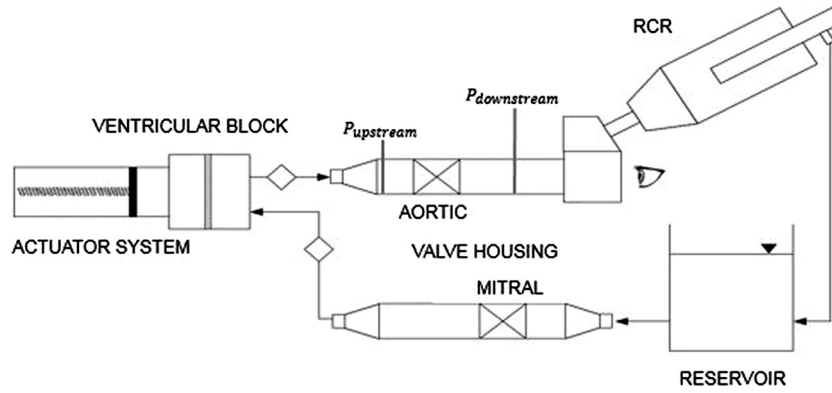 RCR
P_downstream
VENTRICULAR BLOCK
P_upstream
AORTIC
ACTUATOR SYSTEM
VALVE HOUSING
MITRAL
RESERVOIR